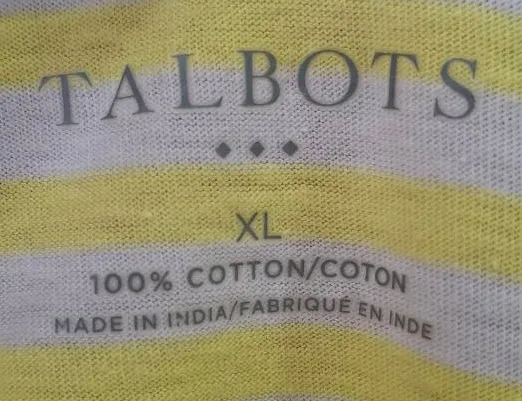 TALBOTS
XL
100% COTTON/COTON
MADE IN INDIA/FABRIQUÉ EN INDE